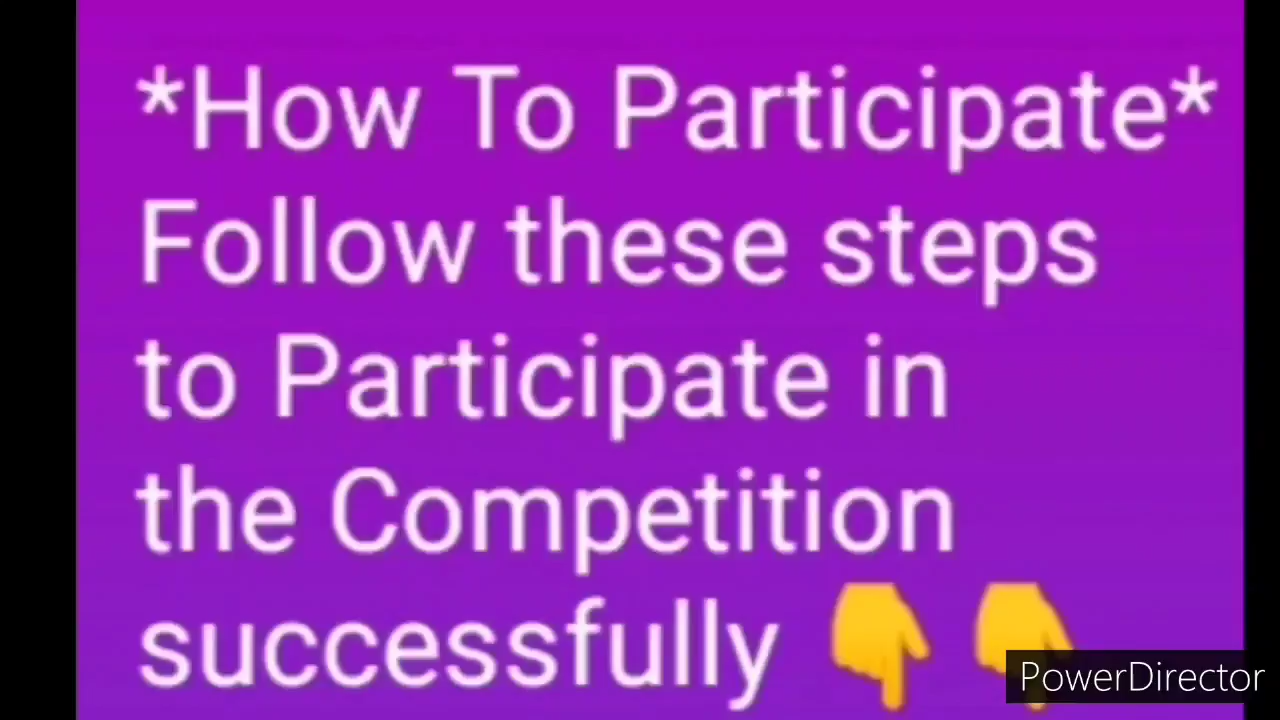 *How To Participate*
Follow these steps
to Participate in
the Competition
successfully 👇👇
PowerDirector